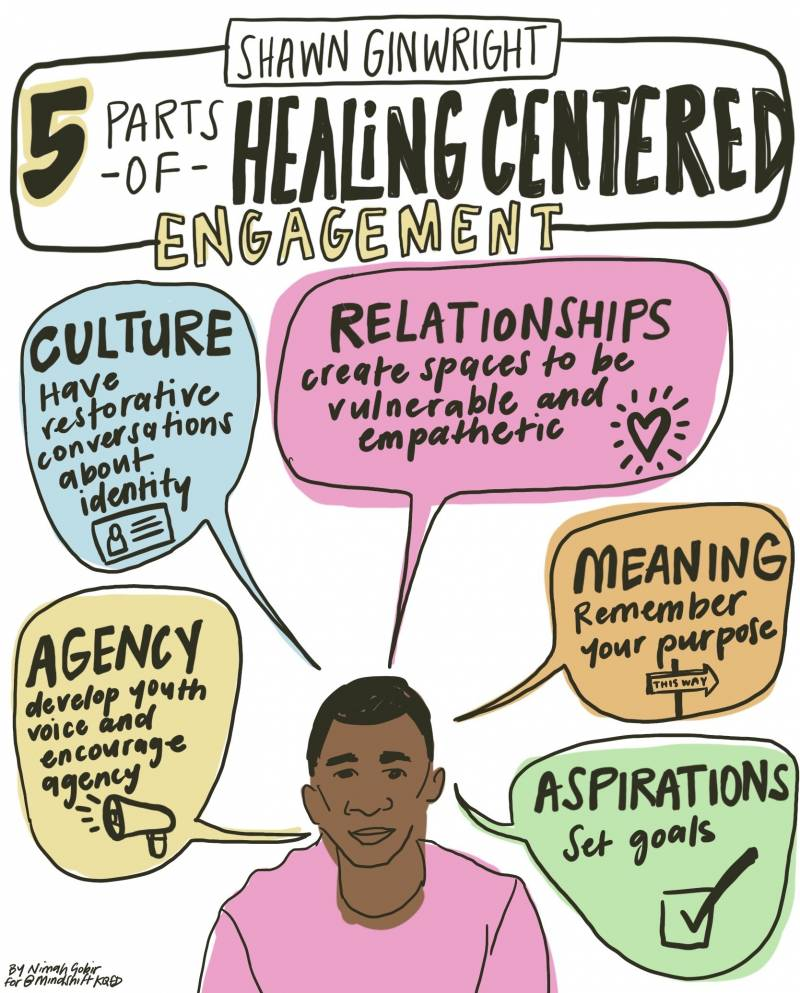 SHAWN GINWRIGHT
5 PARTS
-OF- HEALING CENTERED
ENGAGEMENT
CULTURE
Have
restorative
conversations
about
identity
RELATIONSHIPS
create spaces to be
vulnerable and
empathetic
MEANING
Remember
your purpose
THIS WAY
AGENCY
develop youth
voice and
encourage
agency
ASPIRATIONS
Set goals
By Nimah Gobir
for @MindShiftKQED